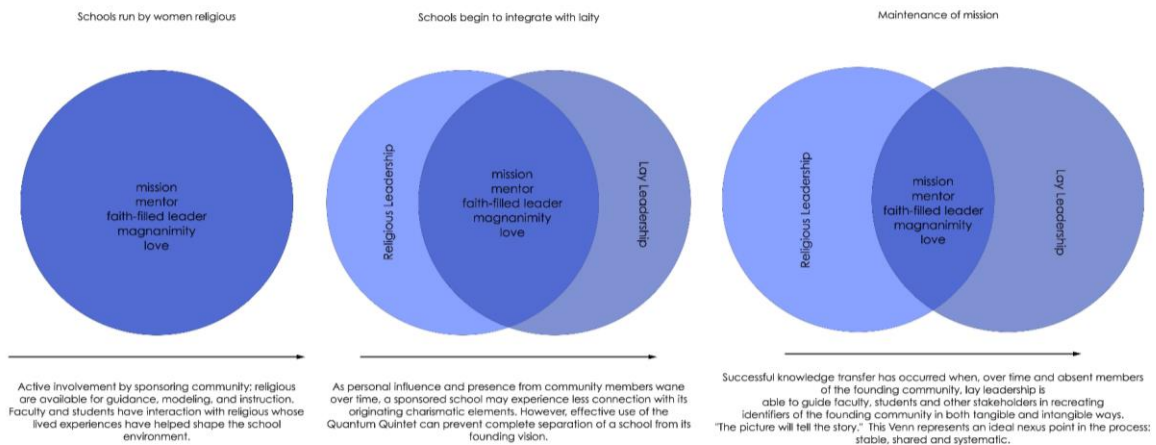 Schools run by women religious
mission
mentor
faith-filled leader
magnanimity
love
Active involvement by sponsoring community; religious
are available for guidance, modeling, and instruction.
Faculty and students have interaction with religious whose
lived experiences have helped shape the school
environment.
Schools begin to integrate with laity
Religious Leadership
mission
mentor
faith-filled leader
magnanimity
love
Lay Leadership
As personal influence and presence from community members wane
over time, a sponsored school may experience less connection with its
originating charismatic elements. However, effective use of the
Quantum Quintet can prevent complete separation of a school from its
founding vision.
Maintenance of mission
Religious Leadership
mission
mentor
faith-filled leader
magnanimity
love
Lay Leadership
Successful knowledge transfer has occurred when, over time and absent members
of the founding community, lay leadership is
able to guide faculty, students and other stakeholders in recreating
identifiers of the founding community in both tangible and intangible ways.
"The picture will tell the story." This Venn represents an ideal nexus point in the process:
stable, shared and systematic.